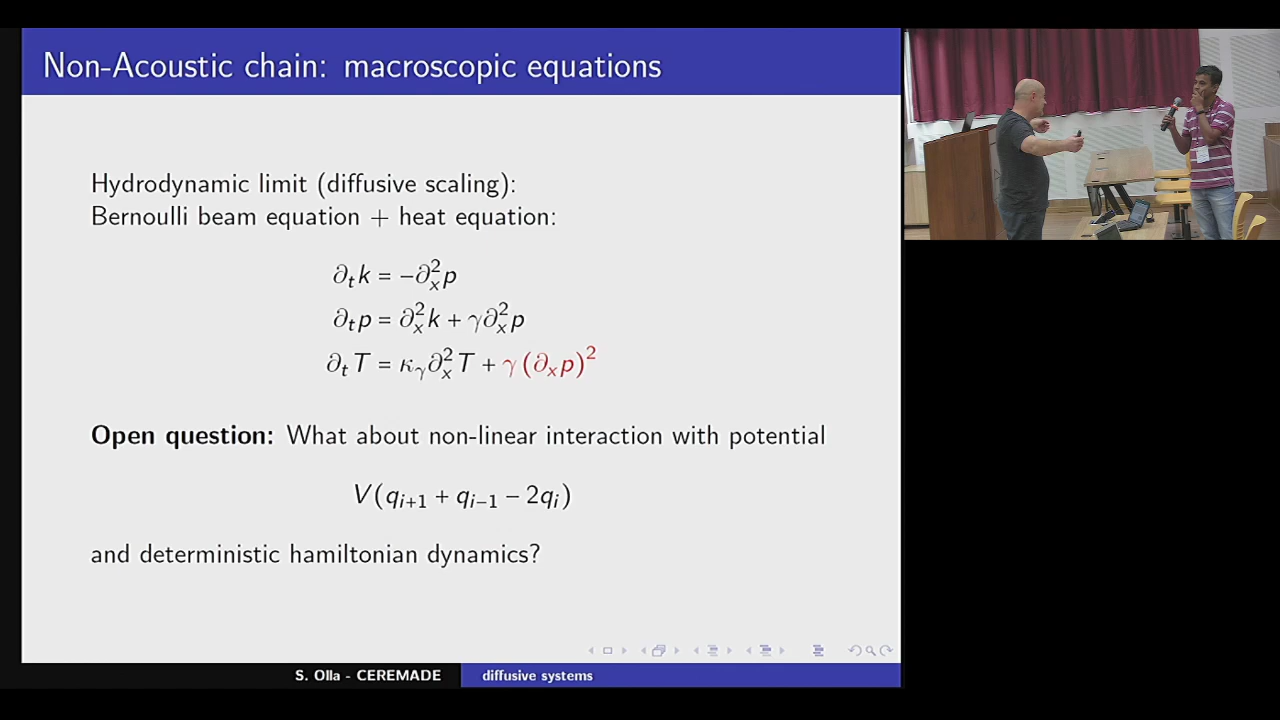 Non-Acoustic chain: macroscopic equations
Hydrodynamic limit (diffusive scaling):
Bernoulli beam equation + heat equation:
∂ₜk = −∂ₓ²p
∂ₜp = ∂ₓ²k + γ∂ₓ²p
∂ₜT = κᵧ∂ₓ²T + γ(∂ₓp)²
Open question: What about non-linear interaction with potential
V(qᵢ₊₁ + qᵢ₋₁ − 2qᵢ)
and deterministic hamiltonian dynamics?
S. Olla - CEREMADE
diffusive systems